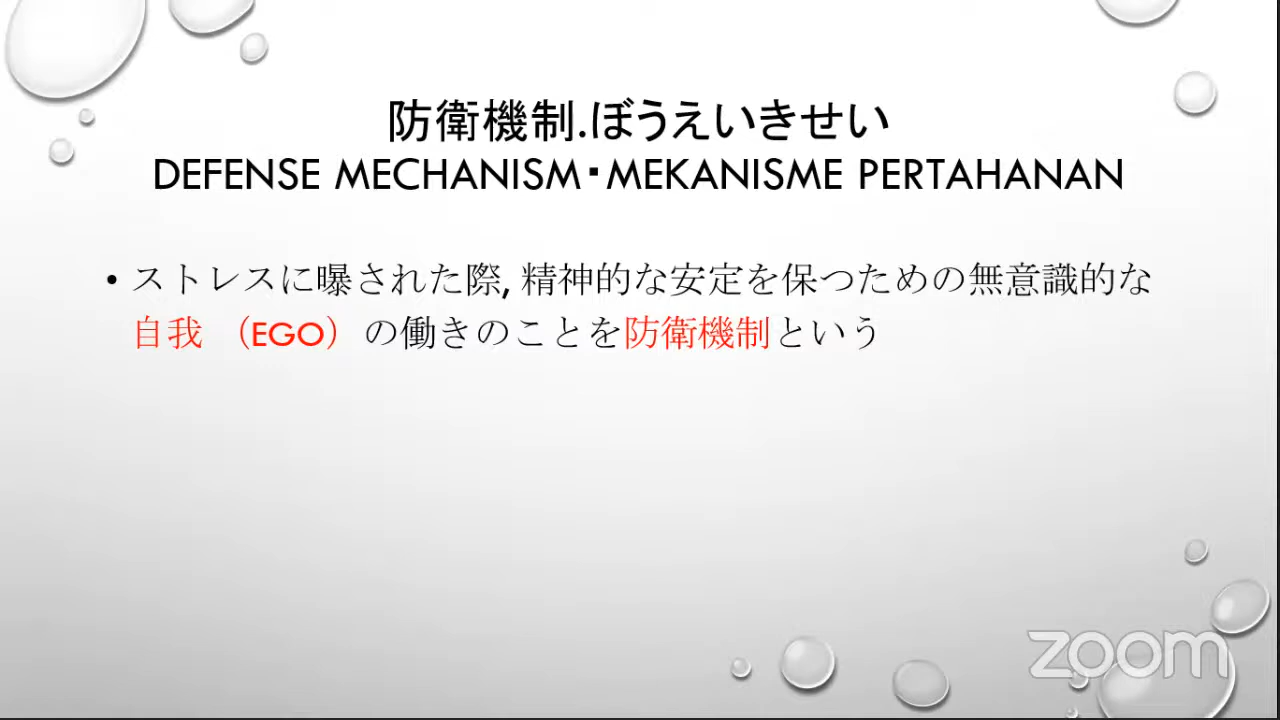 防衛機制.ぼうえいきせい
DEFENSE MECHANISM・MEKANISME PERTAHANAN
• ストレスに曝された際, 精神的な安定を保つための無意識的な
自我 （EGO）の働きのことを防衛機制という
zoom